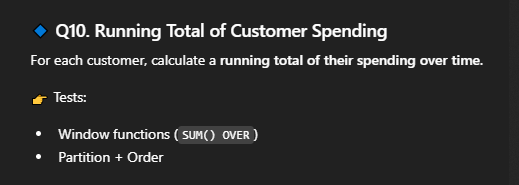 🔷 Q10. Running Total of Customer Spending
For each customer, calculate a running total of their spending over time.
👉 Tests:
• Window functions (SUM() OVER)
• Partition + Order